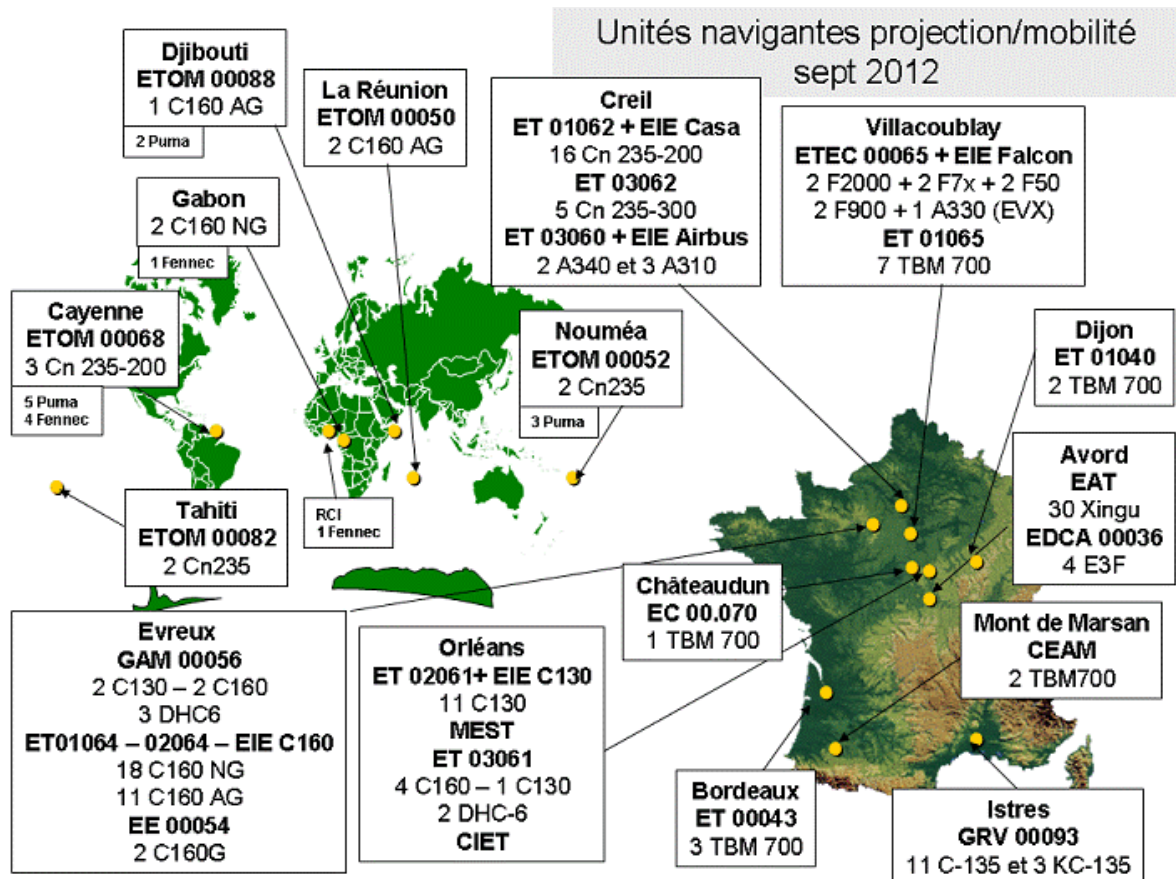 Unités navigantes projection/mobilité
sept 2012
Djibouti
ETOM 00088
1 C160 AG
2 Puma
La Réunion
ETOM 00050
2 C160 AG
Creil
ET 01062 + EIE Casa
16 Cn 235-200
ET 03062
5 Cn 235-300
ET 03060 + EIE Airbus
2 A340 et 3 A310
Villacoublay
ETEC 00065 + EIE Falcon
2 F2000 + 2 F7x + 2 F50
2 F900 + 1 A330 (EVX)
ET 01065
7 TBM 700
Gabon
2 C160 NG
1 Fennec
Cayenne
ETOM 00068
3 Cn 235-200
5 Puma
4 Fennec
Nouméa
ETOM 00052
2 Cn235
3 Puma
Dijon
ET 01040
2 TBM 700
Avord
EAT
30 Xingu
EDCA 00036
4 E3F
Tahiti
ETOM 00082
2 Cn235
RCI
1 Fennec
Châteaudun
EC 00.070
1 TBM 700
Mont de Marsan
CEAM
2 TBM700
Evreux
GAM 00056
2 C130 – 2 C160
3 DHC6
ET01064 – 02064 – EIE C160
18 C160 NG
11 C160 AG
EE 00054
2 C160G
Orléans
ET 02061+ EIE C130
11 C130
MEST
ET 03061
4 C160 – 1 C130
2 DHC-6
CIET
Bordeaux
ET 00043
3 TBM 700
Istres
GRV 00093
11 C-135 et 3 KC-135